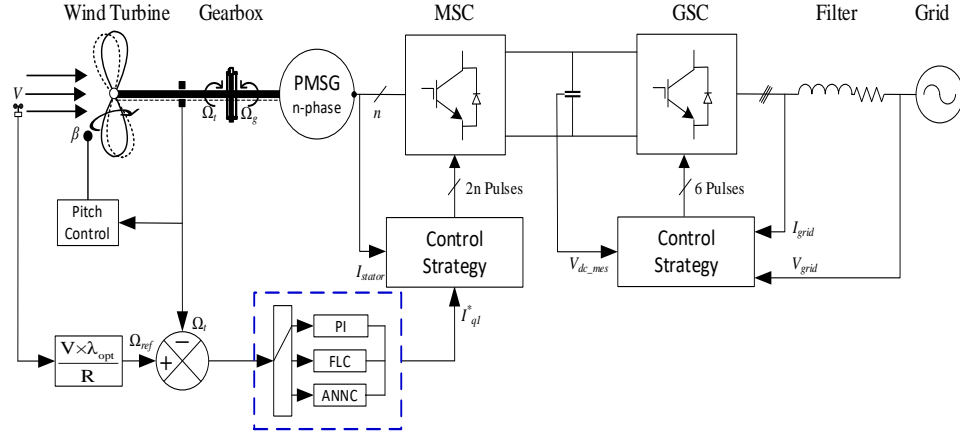 Wind Turbine
Gearbox
MSC
GSC
Filter
Grid
V
β
Ωt
Ωg
PMSG
n-phase
n
2n Pulses
6 Pulses
Pitch
Control
Control
Strategy
Control
Strategy
Istator
Vdc_mes
Igrid
Vgrid
I*q1
V×λopt
R
Ωref
Ωt
+
−
PI
FLC
ANNC